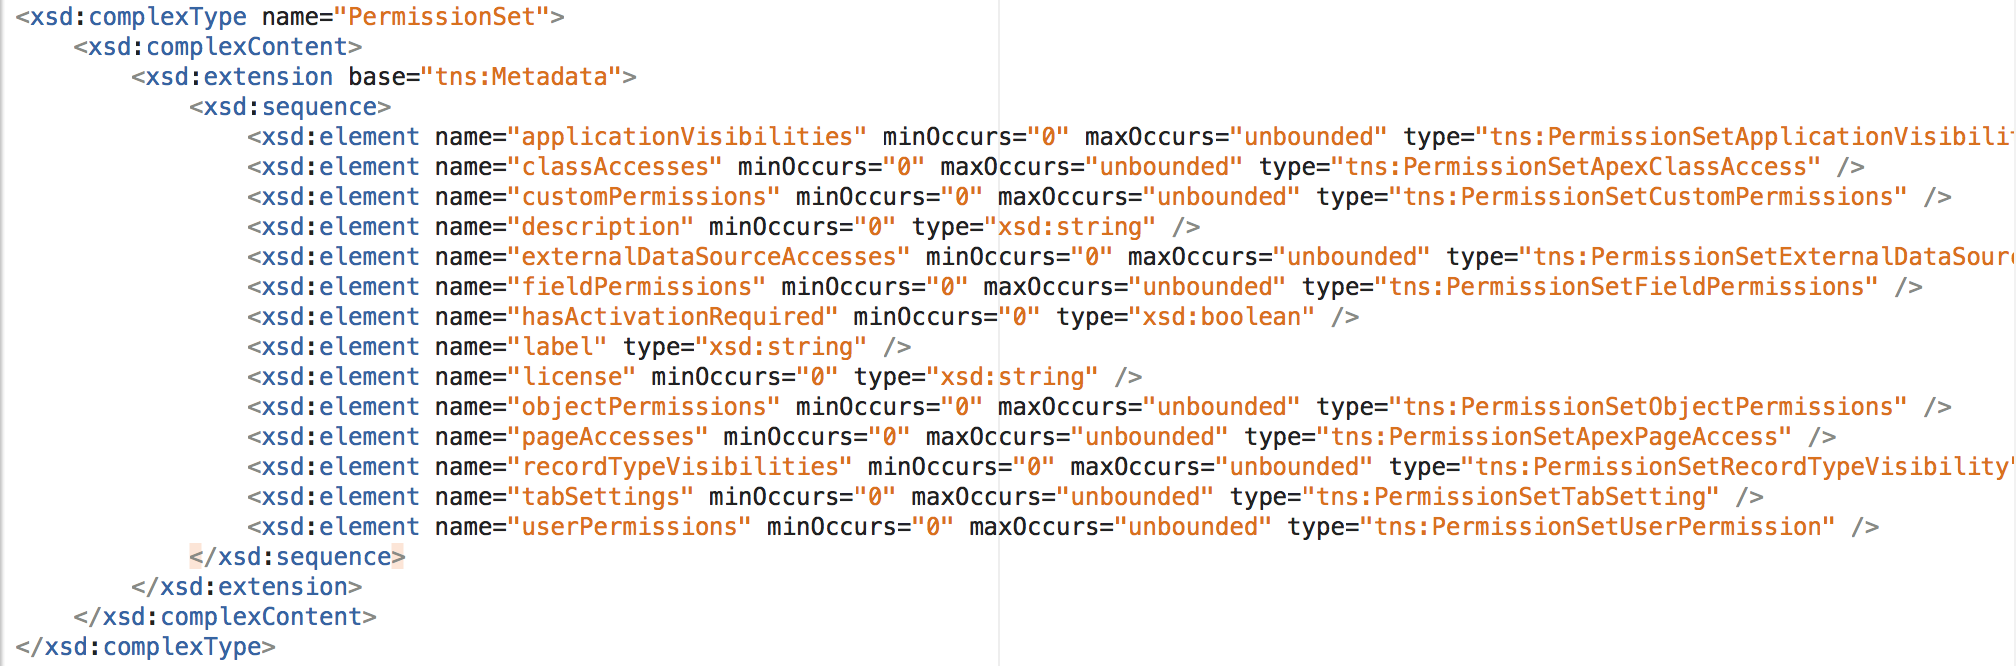 <xsd:complexType name="PermissionSet">
    <xsd:complexContent>
        <xsd:extension base="tns:Metadata">
            <xsd:sequence>
                <xsd:element name="applicationVisibilities" minOccurs="0" maxOccurs="unbounded" type="tns:PermissionSetApplicationVisibili
                <xsd:element name="classAccesses" minOccurs="0" maxOccurs="unbounded" type="tns:PermissionSetApexClassAccess" />
                <xsd:element name="customPermissions" minOccurs="0" maxOccurs="unbounded" type="tns:PermissionSetCustomPermissions" />
                <xsd:element name="description" minOccurs="0" type="xsd:string" />
                <xsd:element name="externalDataSourceAccesses" minOccurs="0" maxOccurs="unbounded" type="tns:PermissionSetExternalDataSour
                <xsd:element name="fieldPermissions" minOccurs="0" maxOccurs="unbounded" type="tns:PermissionSetFieldPermissions" />
                <xsd:element name="hasActivationRequired" minOccurs="0" type="xsd:boolean" />
                <xsd:element name="label" type="xsd:string" />
                <xsd:element name="license" minOccurs="0" type="xsd:string" />
                <xsd:element name="objectPermissions" minOccurs="0" maxOccurs="unbounded" type="tns:PermissionSetObjectPermissions" />
                <xsd:element name="pageAccesses" minOccurs="0" maxOccurs="unbounded" type="tns:PermissionSetApexPageAccess" />
                <xsd:element name="recordTypeVisibilities" minOccurs="0" maxOccurs="unbounded" type="tns:PermissionSetRecordTypeVisibility"
                <xsd:element name="tabSettings" minOccurs="0" maxOccurs="unbounded" type="tns:PermissionSetTabSetting" />
                <xsd:element name="userPermissions" minOccurs="0" maxOccurs="unbounded" type="tns:PermissionSetUserPermission" />
            </xsd:sequence>
        </xsd:extension>
    </xsd:complexContent>
</xsd:complexType>